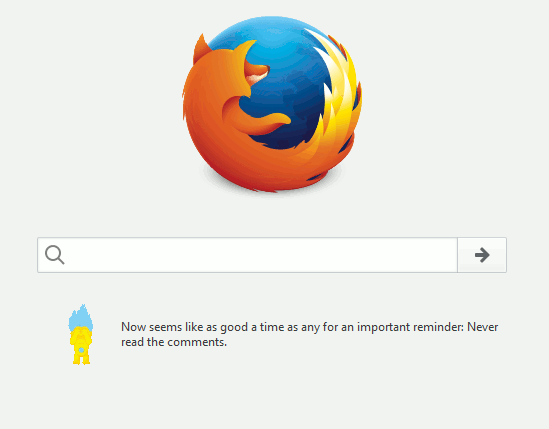 Now seems like as good a time as any for an important reminder: Never
read the comments.